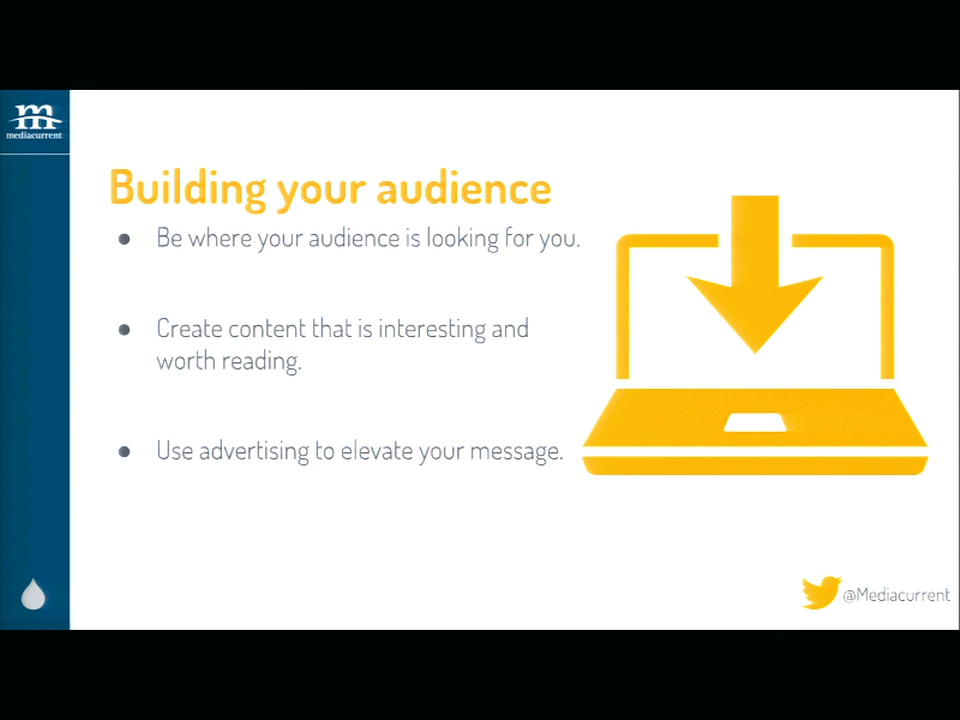 m
mediacurrent
Building your audience
● Be where your audience is looking for you.
● Create content that is interesting and
worth reading.
● Use advertising to elevate your message.
@Mediacurrent